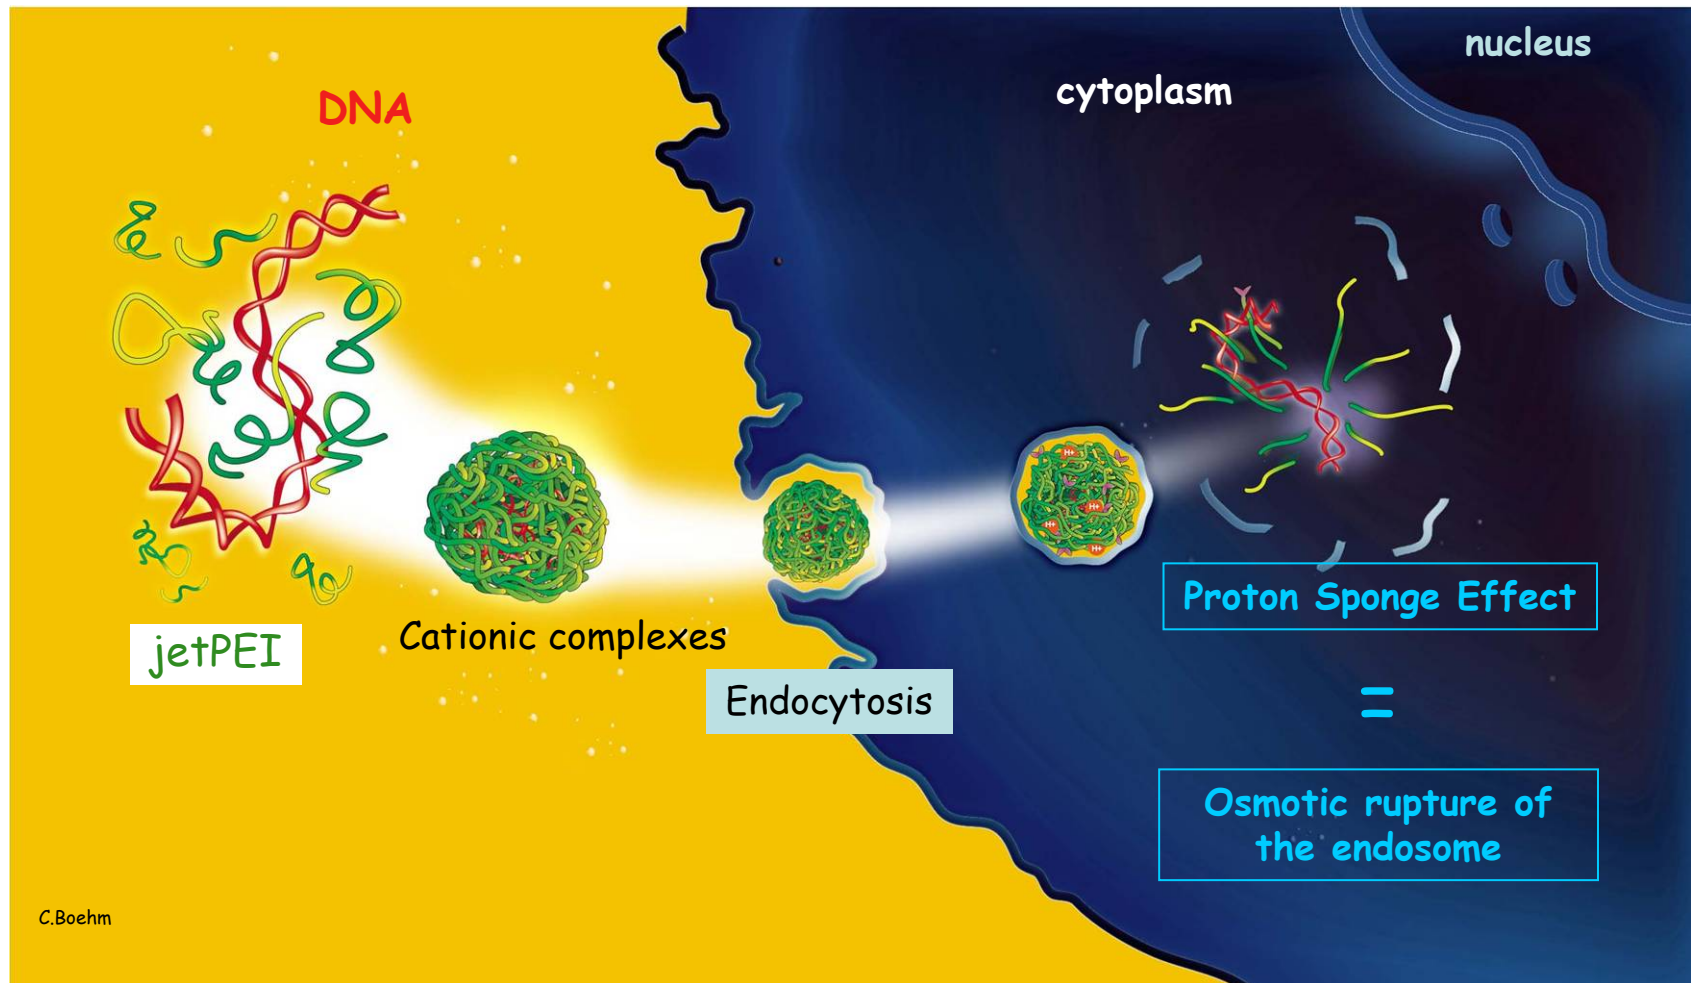 nucleus
cytoplasm
DNA
H+
H+
H+
H+
Proton Sponge Effect
jetPEI
Cationic complexes
Endocytosis
=
Osmotic rupture of
the endosome
C.Boehm